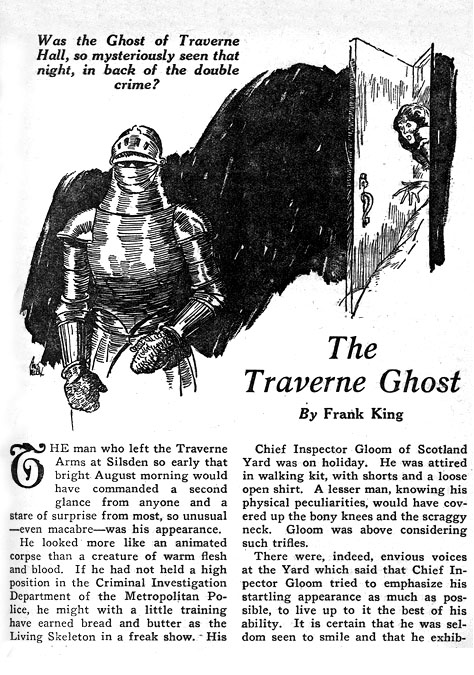 Was the Ghost of Traverne
Hall, so mysteriously seen that
night, in back of the double
crime?
The
Traverne Ghost
By Frank King
THE man who left the Traverne
Arms at Silsden so early that
bright August morning would
have commanded a second
glance from anyone and a
stare of surprise from most, so unusual
—even macabre—was his appearance.
He looked more like an animated
corpse than a creature of warm flesh
and blood. If he had not held a high
position in the Criminal Investigation
Department of the Metropolitan Po-
lice, he might with a little training
have earned bread and butter as the
Living Skeleton in a freak show. His
Chief Inspector Gloom of Scotland
Yard was on holiday. He was attired
in walking kit, with shorts and a loose
open shirt. A lesser man, knowing his
physical peculiarities, would have cov-
ered up the bony knees and the scraggy
neck. Gloom was above considering
such trifles.
There were, indeed, envious voices
at the Yard which said that Chief In-
pector Gloom tried to emphasize his
startling appearance as much as pos-
sible, to live up to it the best of his
ability. It is certain that he was sel-
dom seen to smile and that he exhib-